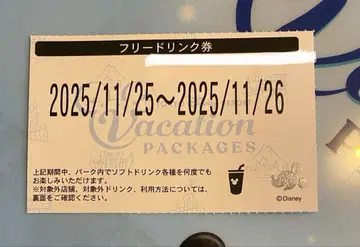 フリードリンク券
2025/11/25～2025/11/26
Vacation
PACKAGES
上記期間中、パーク内でソフトドリンク各種を何度でも
お楽しみいただけます。
※対象外店舗、対象外ドリンク、利用方法については、
裏面をご確認ください。
©Disney